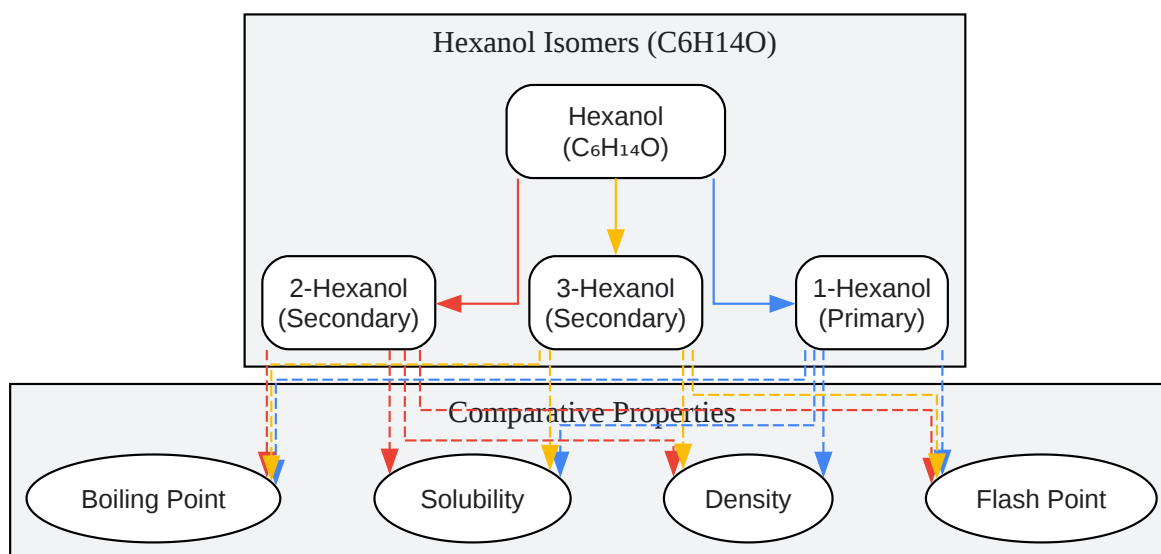 Hexanol Isomers (C6H14O)
Hexanol
(C₆H₁₄O)
2-Hexanol
(Secondary)
3-Hexanol
(Secondary)
1-Hexanol
(Primary)
Comparative Properties
Boiling Point
Solubility
Density
Flash Point